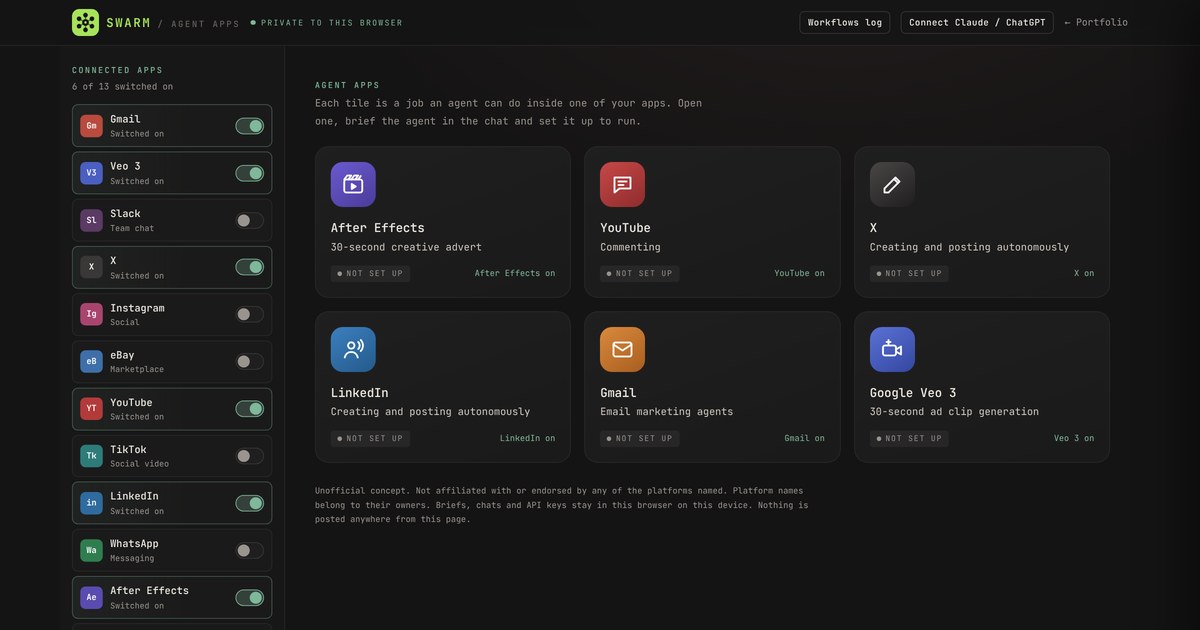 SWARM / AGENT APPS ● PRIVATE TO THIS BROWSER
Workflows log
Connect Claude / ChatGPT
← Portfolio
CONNECTED APPS
6 of 13 switched on
Gm
Gmail
Switched on
V3
Veo 3
Switched on
Sl
Slack
Team chat
X
X
Switched on
Ig
Instagram
Social
eB
eBay
Marketplace
YT
YouTube
Switched on
Tk
TikTok
Social video
in
LinkedIn
Switched on
Wa
WhatsApp
Messaging
Ae
After Effects
Switched on
AGENT APPS
Each tile is a job an agent can do inside one of your apps. Open
one, brief the agent in the chat and set it up to run.
After Effects
30-second creative advert
● NOT SET UP
After Effects on
YouTube
Commenting
● NOT SET UP
YouTube on
X
Creating and posting autonomously
● NOT SET UP
X on
LinkedIn
Creating and posting autonomously
● NOT SET UP
LinkedIn on
Gmail
Email marketing agents
● NOT SET UP
Gmail on
Google Veo 3
30-second ad clip generation
● NOT SET UP
Veo 3 on
Unofficial concept. Not affiliated with or endorsed by any of the platforms named. Platform names
belong to their owners. Briefs, chats and API keys stay in this browser on this device. Nothing is
posted anywhere from this page.